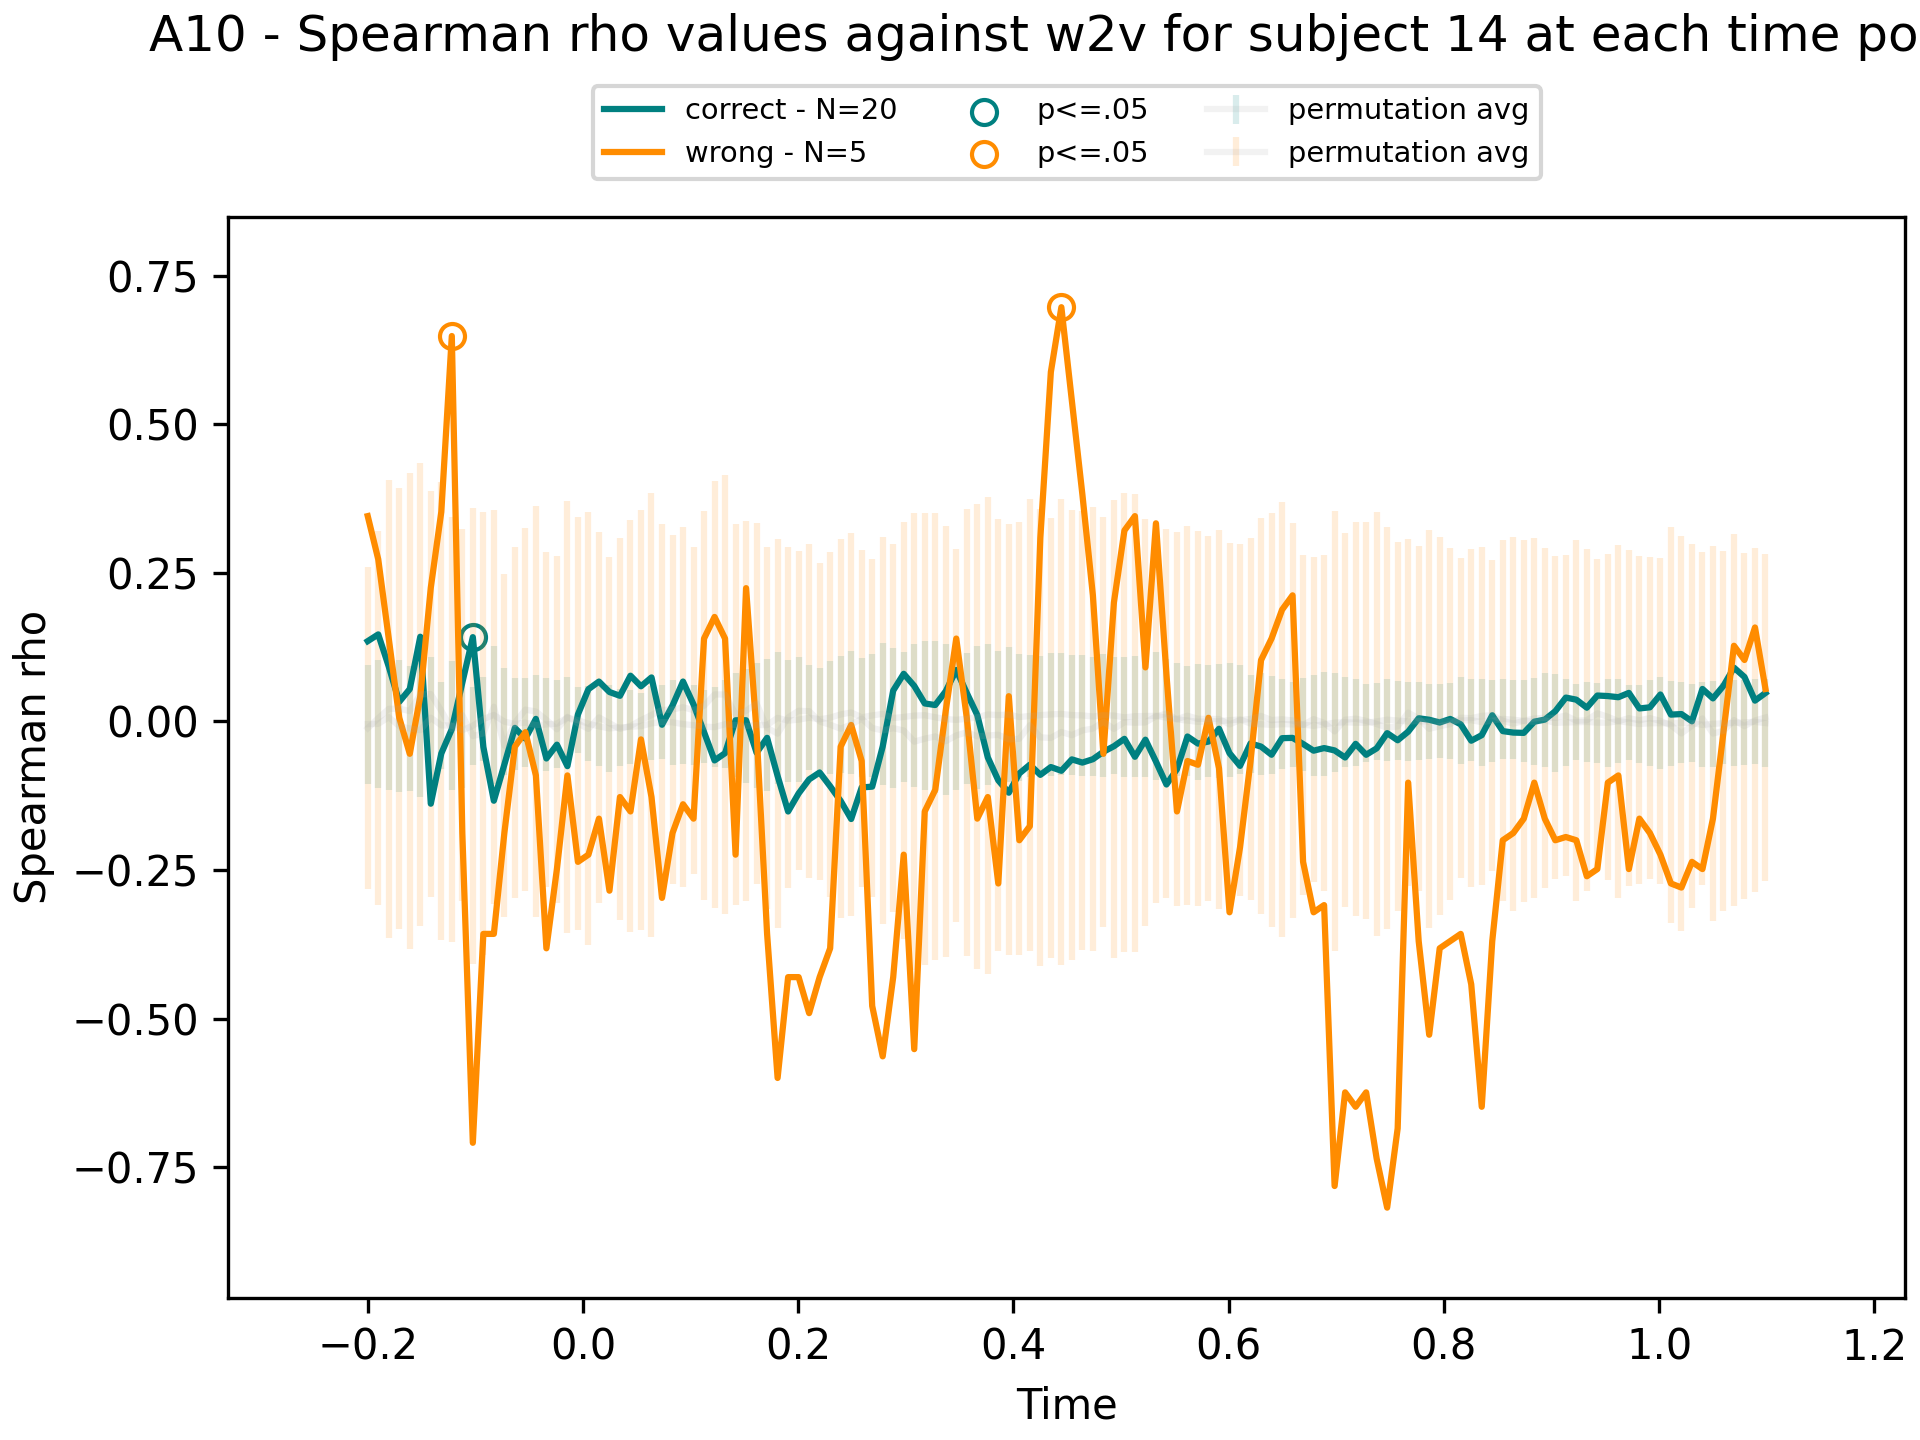 A10 - Spearman rho values against w2v for subject 14 at each time po
correct - N=20
p<=.05
permutation avg
wrong - N=5
p<=.05
permutation avg
0.75
0.50
0.25
0.00
−0.25
−0.50
−0.75
Spearman rho
−0.2 0.0 0.2 0.4 0.6 0.8 1.0 1.2
Time